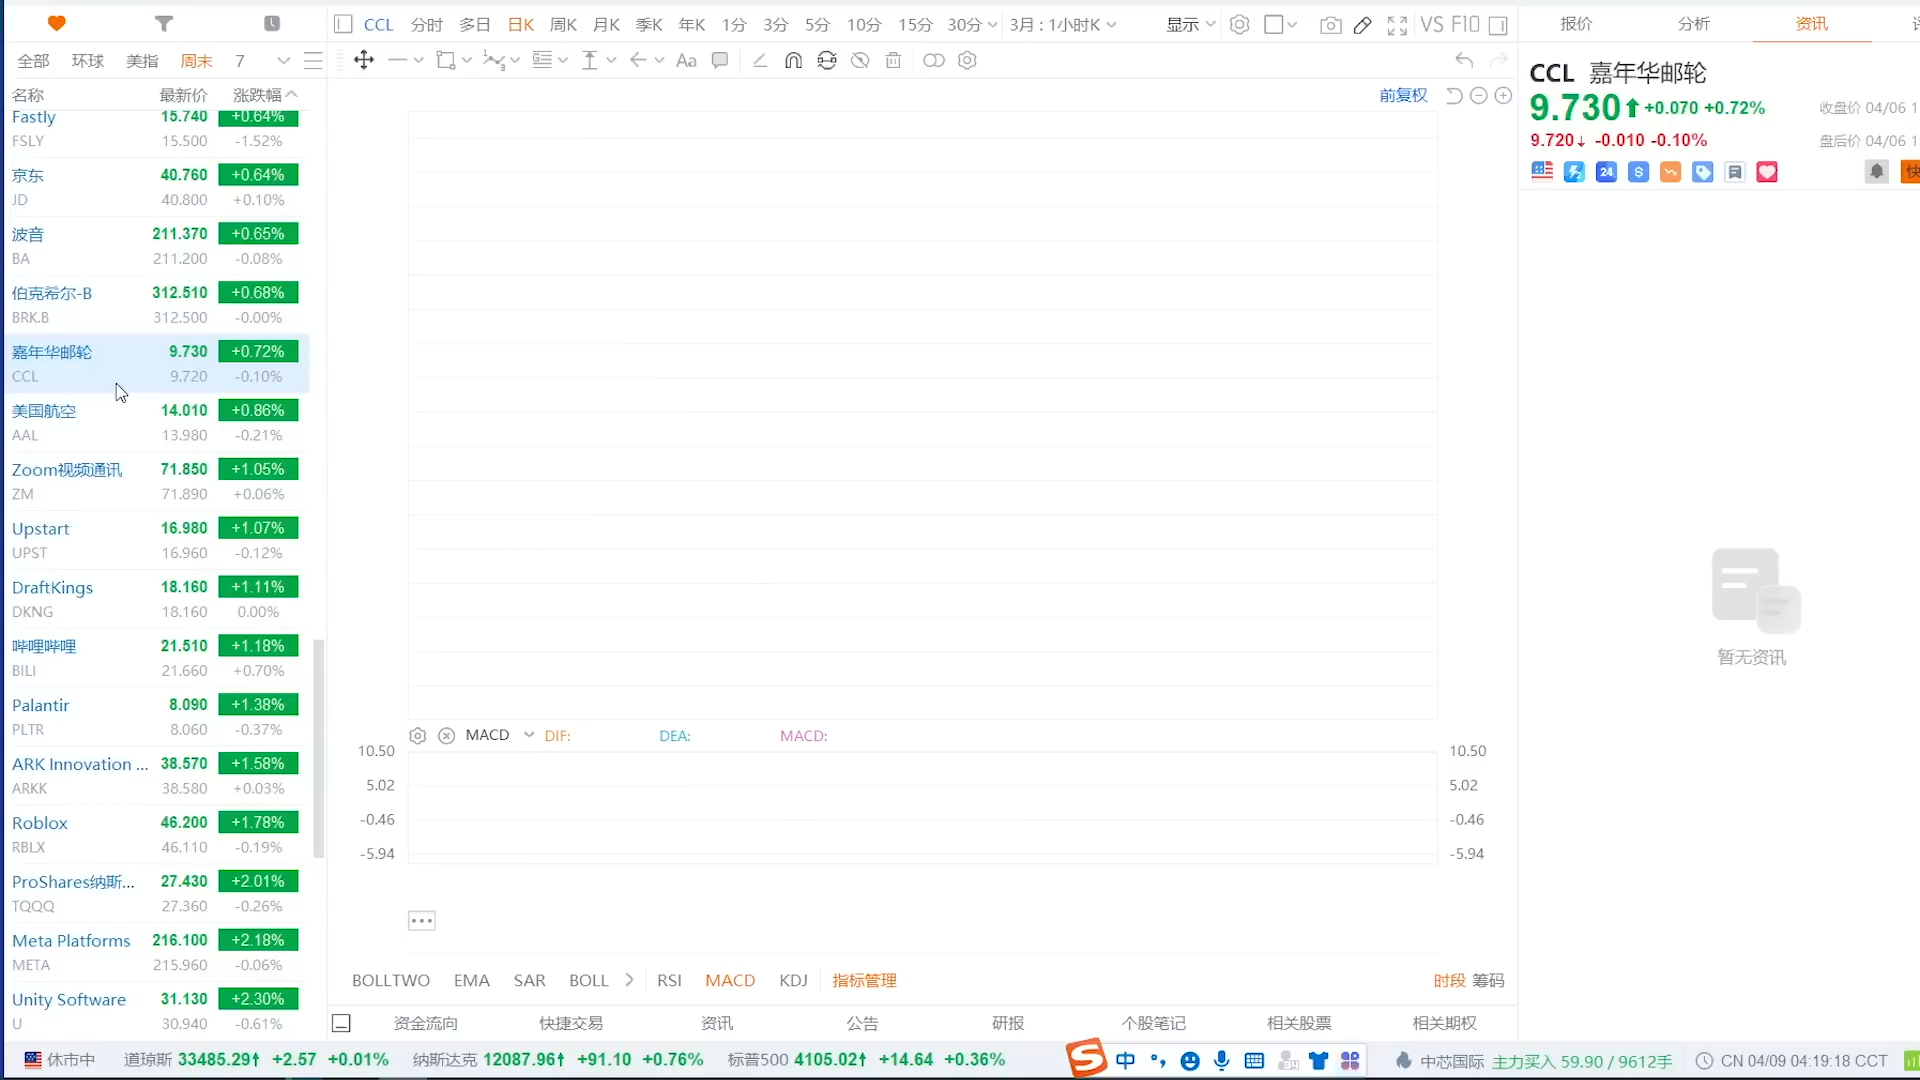 CCL 分时 多日 日K 周K 月K 季K 年K 1分 3分 5分 10分 15分 30分 3月 : 1小时K 显示 VS F10
报价 分析 资讯
全部 环球 美指 周末 7
Aa
名称 最新价 涨跌幅
前复权
Fastly 15.740 +0.64%
FSLY 15.500 -1.52%
京东 40.760 +0.64%
JD 40.800 +0.10%
波音 211.370 +0.65%
BA 211.200 -0.08%
伯克希尔-B 312.510 +0.68%
BRK.B 312.500 -0.00%
嘉年华邮轮 9.730 +0.72%
CCL 9.720 -0.10%
美国航空 14.010 +0.86%
AAL 13.980 -0.21%
Zoom视频通讯 71.850 +1.05%
ZM 71.890 +0.06%
Upstart 16.980 +1.07%
UPST 16.960 -0.12%
DraftKings 18.160 +1.11%
DKNG 18.160 0.00%
哔哩哔哩 21.510 +1.18%
BILI 21.660 +0.70%
Palantir 8.090 +1.38%
PLTR 8.060 -0.37%
ARK Innovation ... 38.570 +1.58%
ARKK 38.580 +0.03%
Roblox 46.200 +1.78%
RBLX 46.110 -0.19%
ProShares纳斯... 27.430 +2.01%
TQQQ 27.360 -0.26%
Meta Platforms 216.100 +2.18%
META 215.960 -0.06%
Unity Software 31.130 +2.30%
U 30.940 -0.61%
MACD DIF: DEA: MACD:
10.50 10.50
5.02 5.02
-0.46 -0.46
-5.94 -5.94
BOLLTWO EMA SAR BOLL RSI MACD KDJ 指标管理 时段 筹码
资金流向 快捷交易 资讯 公告 研报 个股笔记 相关股票 相关期权
CCL 嘉年华邮轮
9.730 +0.070 +0.72% 收盘价 04/06 1
9.720↓ -0.010 -0.10% 盘后价 04/06 1
24 S 快
暂无资讯
休市中 道琼斯 33485.29↑ +2.57 +0.01% 纳斯达克 12087.96↑ +91.10 +0.76% 标普500 4105.02↑ +14.64 +0.36% S 中 中芯国际 主力买入 59.90 / 9612手 CN 04/09 04:19:18 CCT